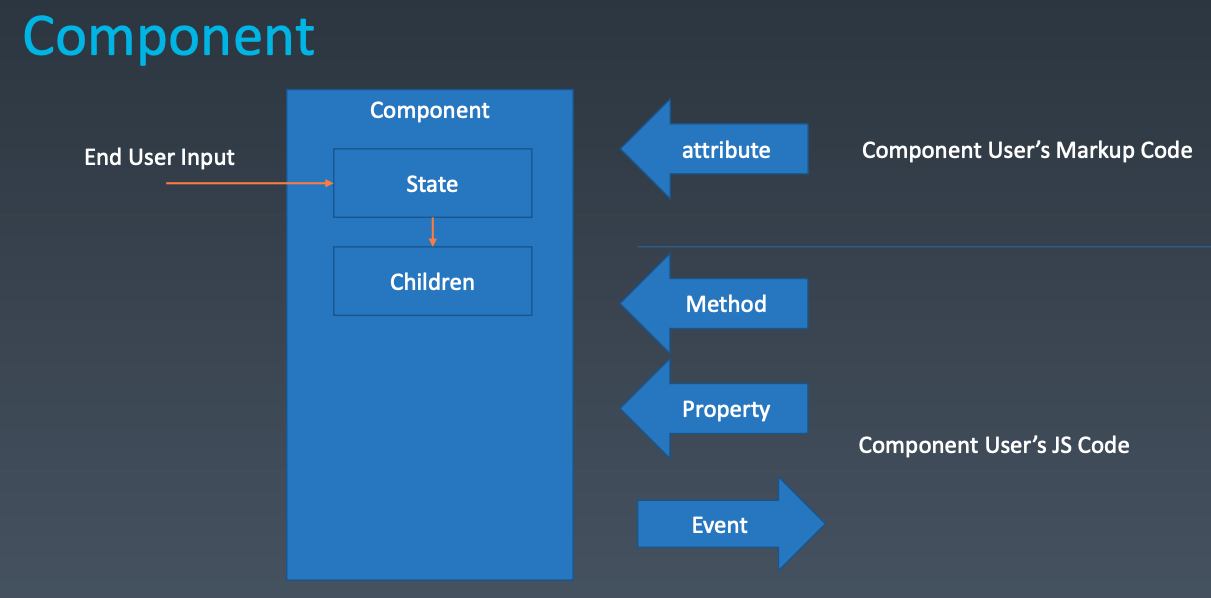 Component
Component
End User Input
State
Children
attribute
Component User's Markup Code
Method
Property
Component User's JS Code
Event